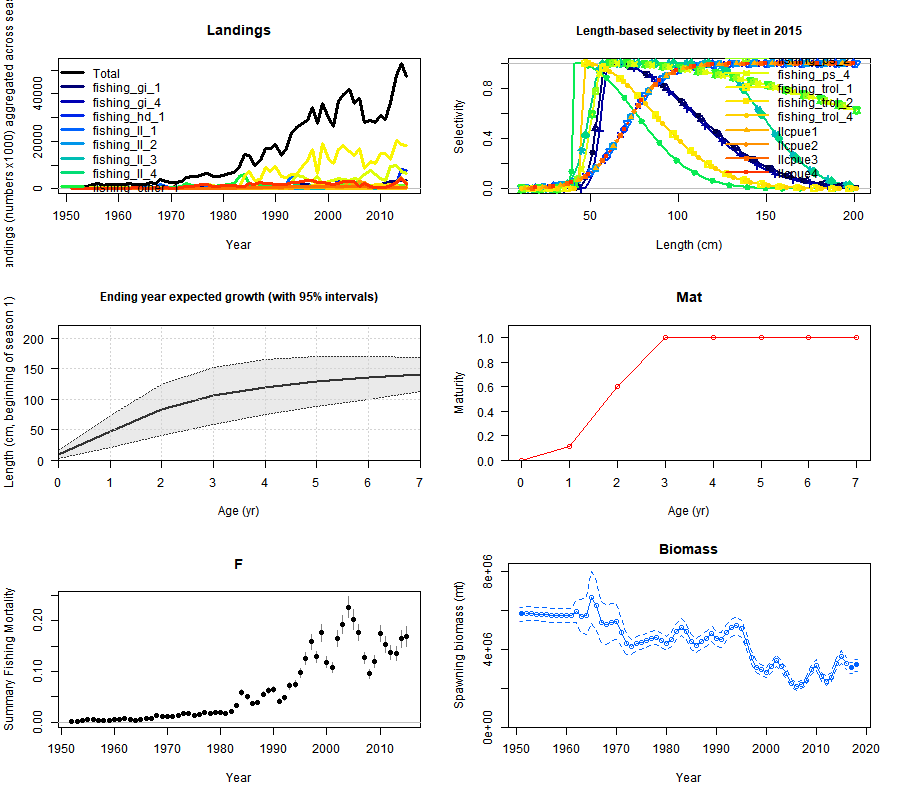 Landings
andings (numbers x1000) aggregated across seas
0
20000
40000
Total
fishing_gi_1
fishing_gi_4
fishing_hd_1
fishing_ll_1
fishing_ll_2
fishing_ll_3
fishing_ll_4
1950 1960 1970 1980 1990 2000 2010
Year
Length-based selectivity by fleet in 2015
Selectivity
0.0
0.4
0.8
fishing_ps_4
fishing_trol_1
fishing_trol_2
fishing_trol_4
llcpue1
llcpue2
llcpue3
llcpue4
50 100 150 200
Length (cm)
Ending year expected growth (with 95% intervals)
Length (cm, beginning of season 1)
200
150
100
50
0
0 1 2 3 4 5 6 7
Age (yr)
Mat
Maturity
1.0
0.8
0.6
0.4
0.2
0.0
0 1 2 3 4 5 6 7
Age (yr)
F
Summary Fishing Mortality
0.00
0.10
0.20
1950 1960 1970 1980 1990 2000 2010
Year
Biomass
Spawning biomass (mt)
0e+00
4e+06
8e+06
1950 1960 1970 1980 1990 2000 2010 2020
Year